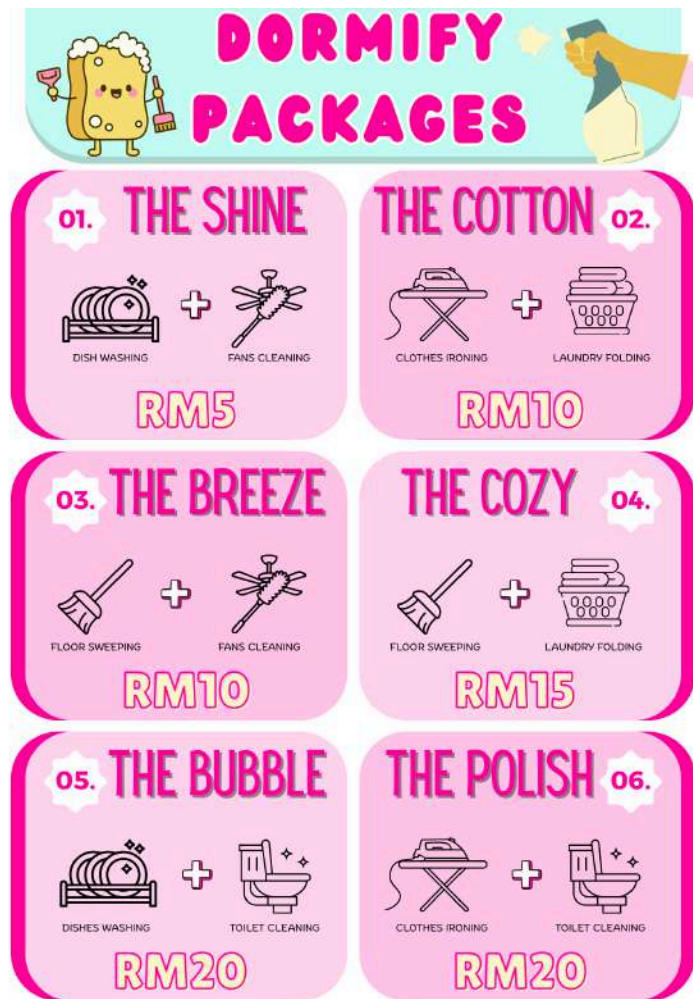 DORMIFY
PACKAGES
01. THE SHINE
DISH WASHING + FANS CLEANING
RM5
THE COTTON 02.
CLOTHES IRONING + LAUNDRY FOLDING
RM10
03. THE BREEZE
FLOOR SWEEPING + FANS CLEANING
RM10
THE COZY 04.
FLOOR SWEEPING + LAUNDRY FOLDING
RM15
05. THE BUBBLE
DISHES WASHING + TOILET CLEANING
RM20
THE POLISH 06.
CLOTHES IRONING + TOILET CLEANING
RM20